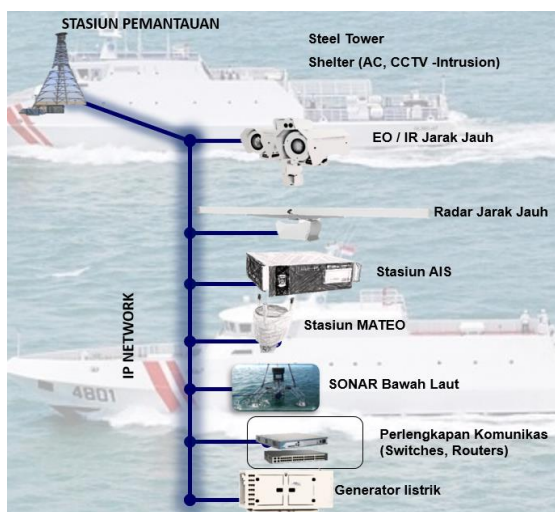 STASIUN PEMANTAUAN
Steel Tower
Shelter (AC, CCTV -Intrusion)
EO / IR Jarak Jauh
Radar Jarak Jauh
Stasiun AIS
Stasiun MATEO
IP NETWORK
4801
SONAR Bawah Laut
Perlengkapan Komunikas
(Switches, Routers)
Generator listrik